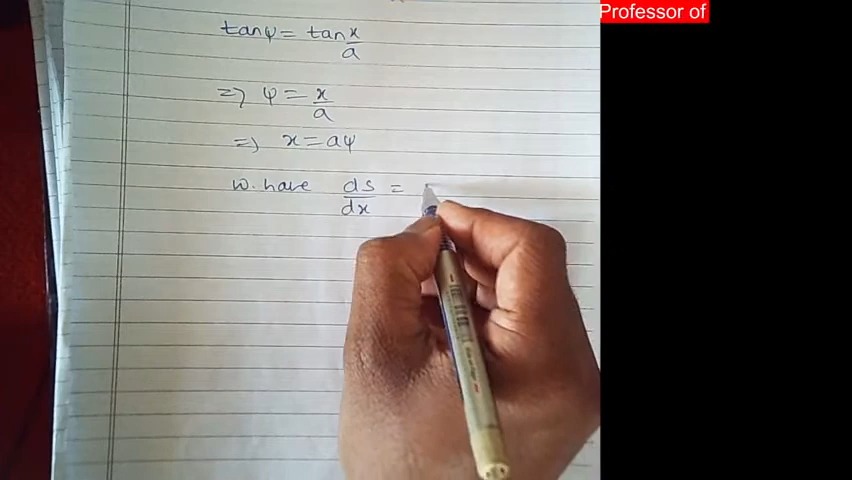 Professor of
tanψ = tan x/a
=> ψ = x/a
=> x = aψ
W. have ds/dx =